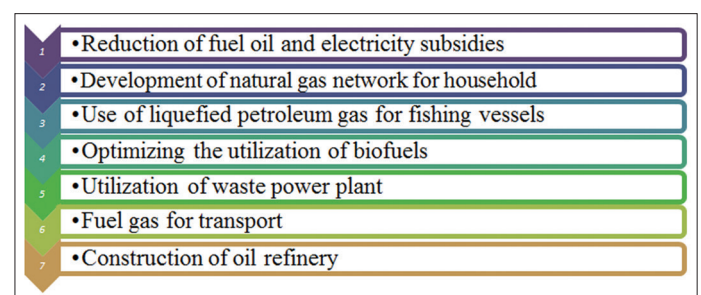 1 •Reduction of fuel oil and electricity subsidies
2 •Development of natural gas network for household
3 •Use of liquefied petroleum gas for fishing vessels
4 •Optimizing the utilization of biofuels
5 •Utilization of waste power plant
6 •Fuel gas for transport
7 •Construction of oil refinery